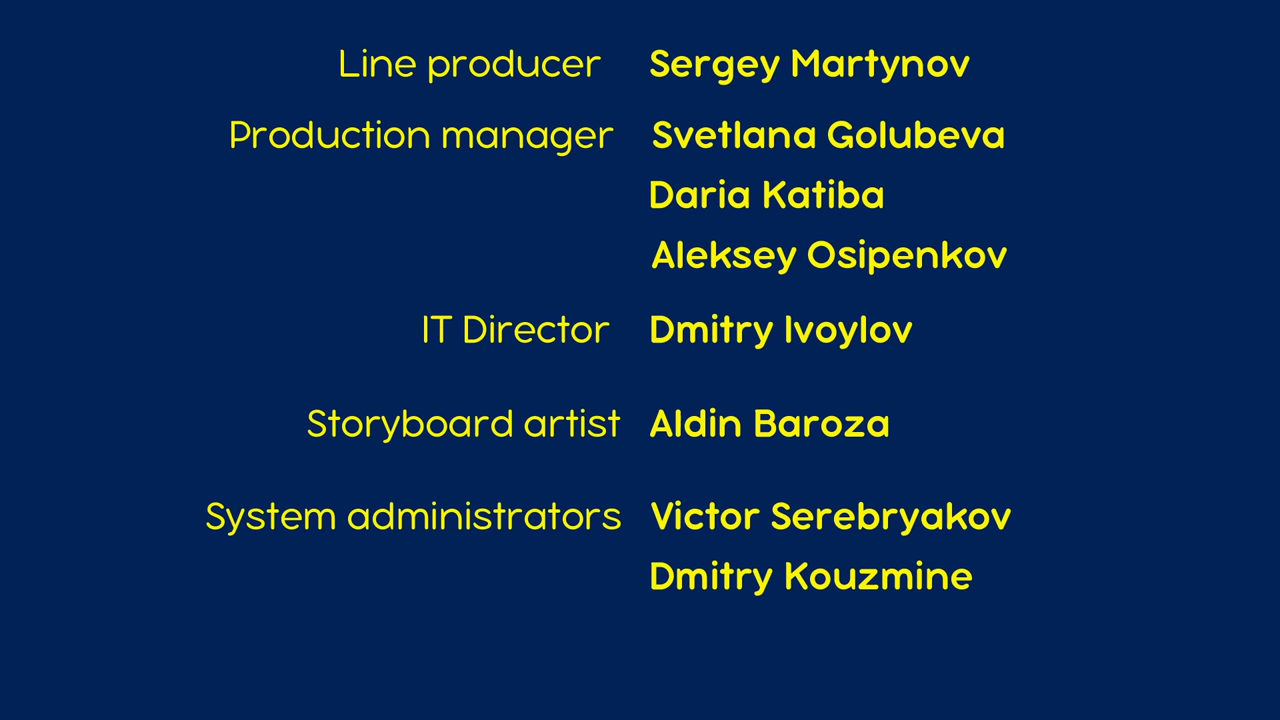 Line producer Sergey Martynov
Production manager Svetlana Golubeva
Daria Katiba
Aleksey Osipenkov
IT Director Dmitry Ivoylov
Storyboard artist Aldin Baroza
System administrators Victor Serebryakov
Dmitry Kouzmine